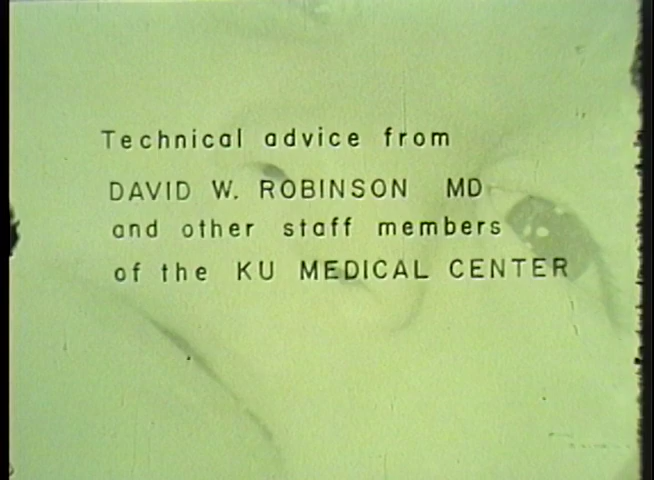 Technical advice from
DAVID W. ROBINSON MD
and other staff members
of the KU MEDICAL CENTER